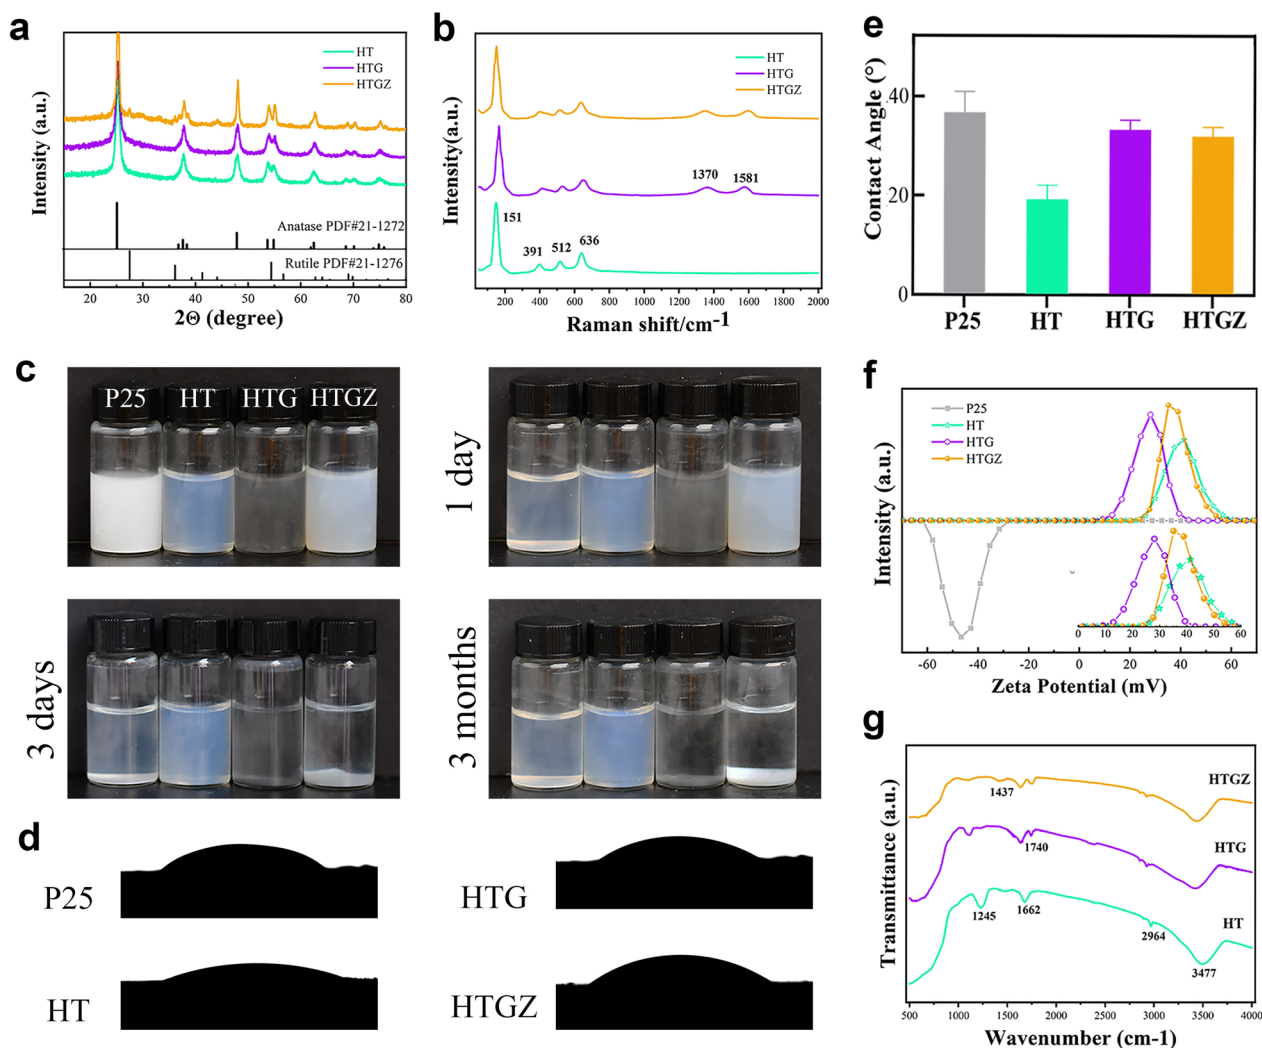 a
HT
HTG
HTGZ
Intensity (a.u.)
Anatase PDF#21-1272
Rutile PDF#21-1276
20 30 40 50 60 70 80
2Θ (degree)
b
HT
HTG
HTGZ
Intensity(a.u.)
1370 1581
151
391 512 636
200 400 600 800 1000 1200 1400 1600 1800 2000
Raman shift/cm-1
e
Contact Angle (°)
40
20
0
P25 HT HTG HTGZ
c
P25 HT HTG HTGZ
1 day
3 days
3 months
d
P25
HTG
HT
HTGZ
f
P25
HT
HTG
HTGZ
Intensity (a.u.)
0 10 20 30 40 50 60
-60 -40 -20 0 20 40 60
Zeta Potential (mV)
g
Transmittance (a.u.)
HTGZ
1437
HTG
1740
HT
1245 1662
2964
3477
500 1000 1500 2000 2500 3000 3500 4000
Wavenumber (cm-1)